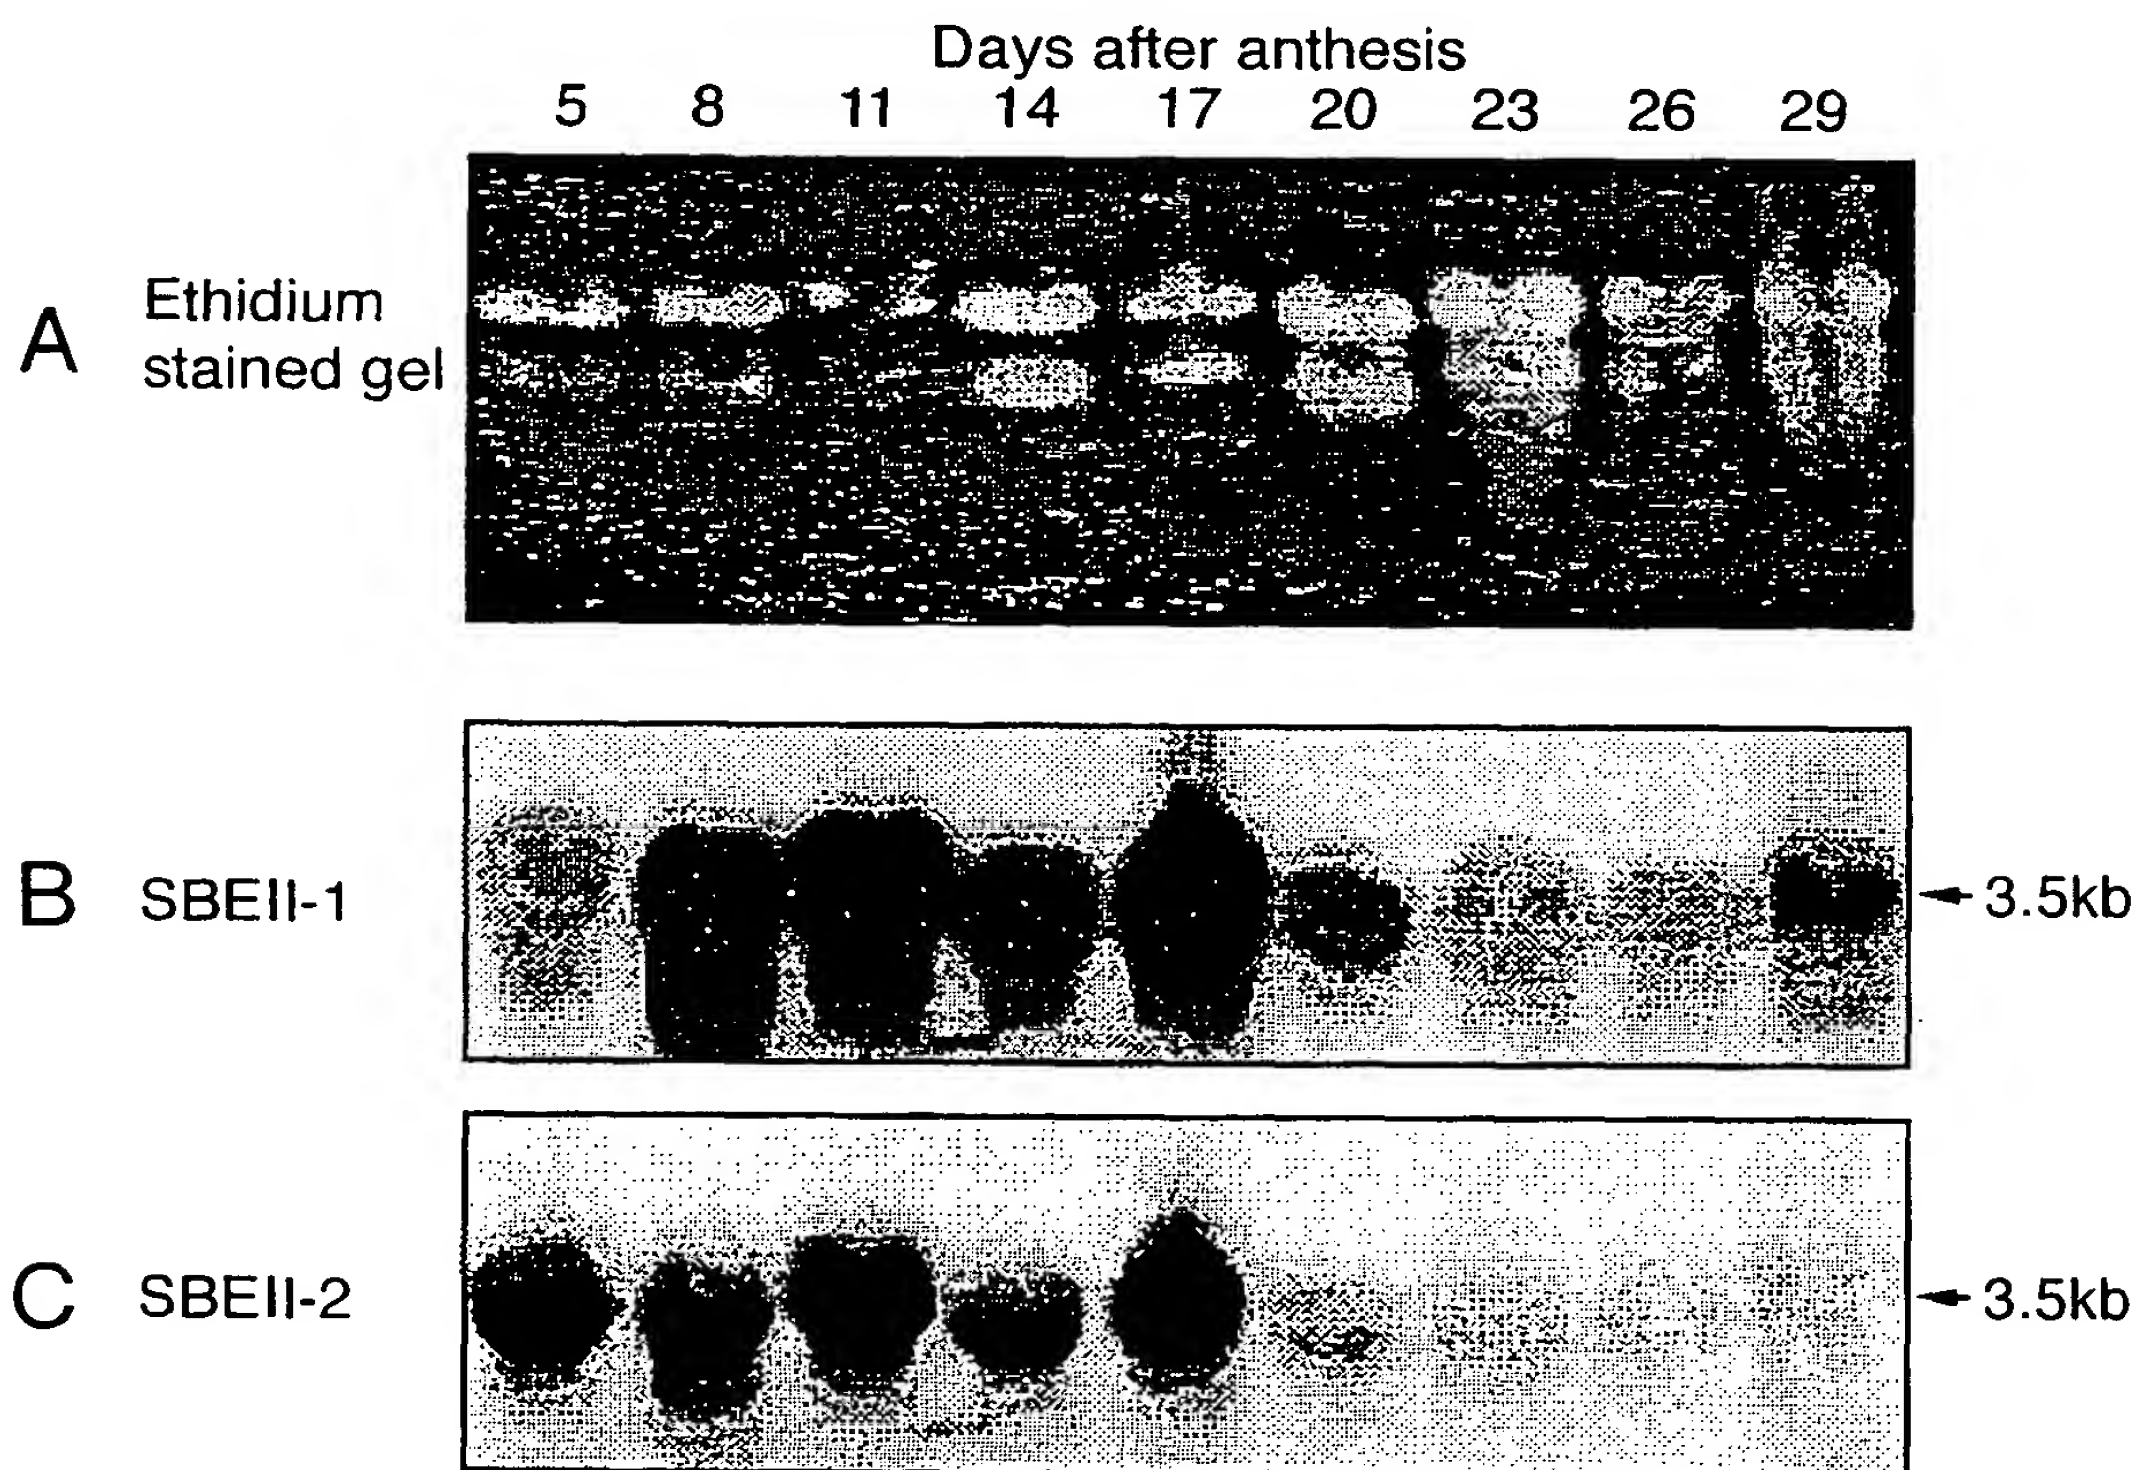 Days after anthesis
5 8 11 14 17 20 23 26 29
A
Ethidium
stained gel
B SBEII-1 3.5kb
C SBEII-2 3.5kb